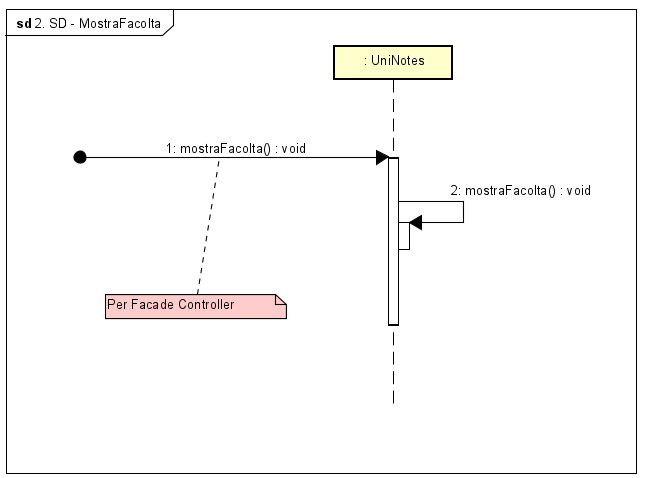 sd 2. SD - MostraFacolta
: UniNotes
1: mostraFacolta() : void
2: mostraFacolta() : void
Per Facade Controller